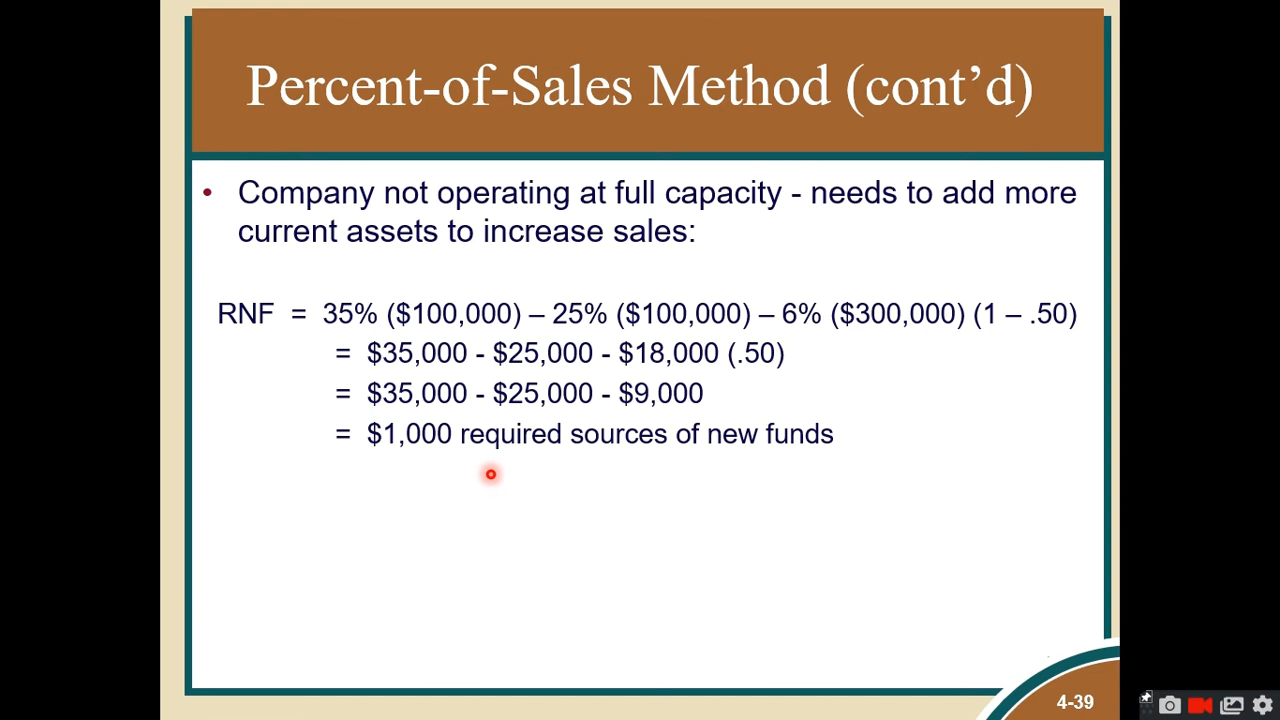 Percent-of-Sales Method (cont’d)
• Company not operating at full capacity - needs to add more
current assets to increase sales:
RNF = 35% ($100,000) – 25% ($100,000) – 6% ($300,000) (1 – .50)
= $35,000 - $25,000 - $18,000 (.50)
= $35,000 - $25,000 - $9,000
= $1,000 required sources of new funds
4-39